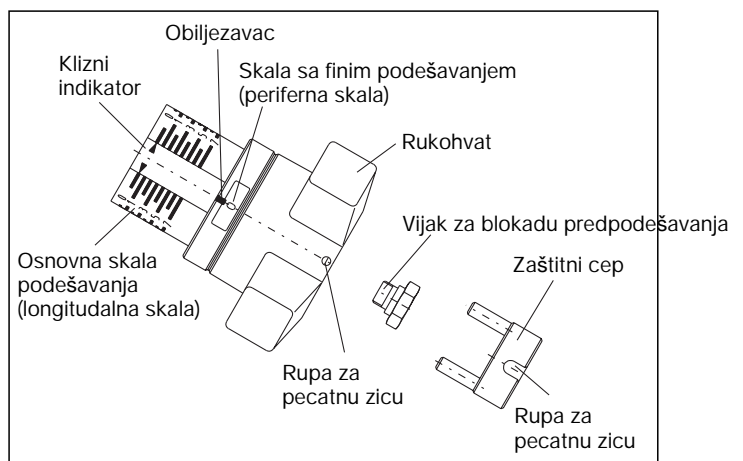 Obiljezavac
Klizni
indikator
Skala sa finim podešavanjem
(periferna skala)
Rukohvat
Vijak za blokadu predpodešavanja
Zaštitni cep
Osnovna skala
podešavanja
(longitudalna skala)
Rupa za
pecatnu zicu
Rupa za
pecatnu zicu